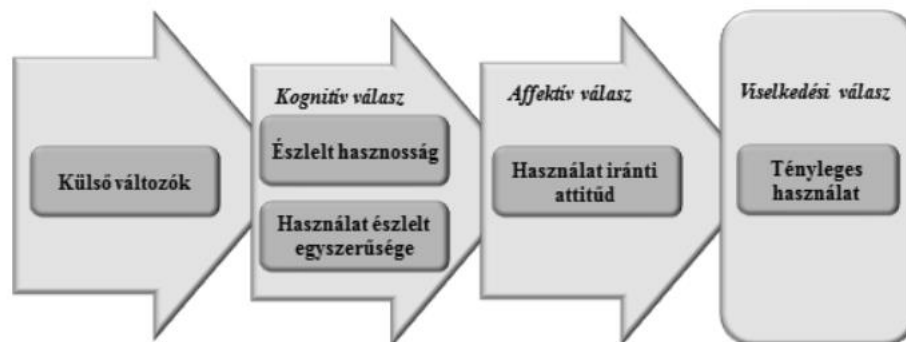 Külső változók
Kognitív válasz
Észlelt hasznosság
Használat észlelt
egyszerűsége
Affektív válasz
Használat iránti
attitűd
Viselkedési válasz
Tényleges
használat